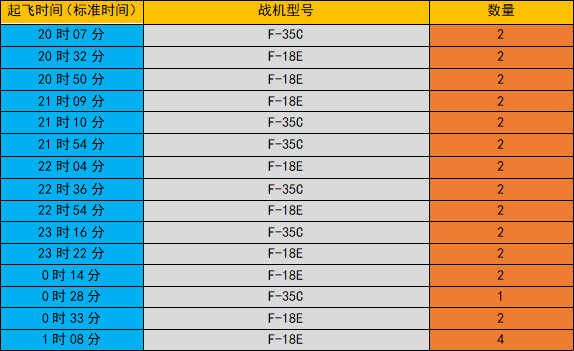 起飞时间（标准时间） 战机型号 数量
20 时 07 分 F-35C 2
20 时 32 分 F-18E 2
20 时 50 分 F-18E 2
21 时 09 分 F-18E 2
21 时 10 分 F-35C 2
21 时 54 分 F-35C 2
22 时 04 分 F-18E 2
22 时 36 分 F-35C 2
22 时 54 分 F-18E 2
23 时 16 分 F-35C 2
23 时 22 分 F-18E 2
0 时 14 分 F-18E 2
0 时 28 分 F-35C 1
0 时 33 分 F-18E 2
1 时 08 分 F-18E 4